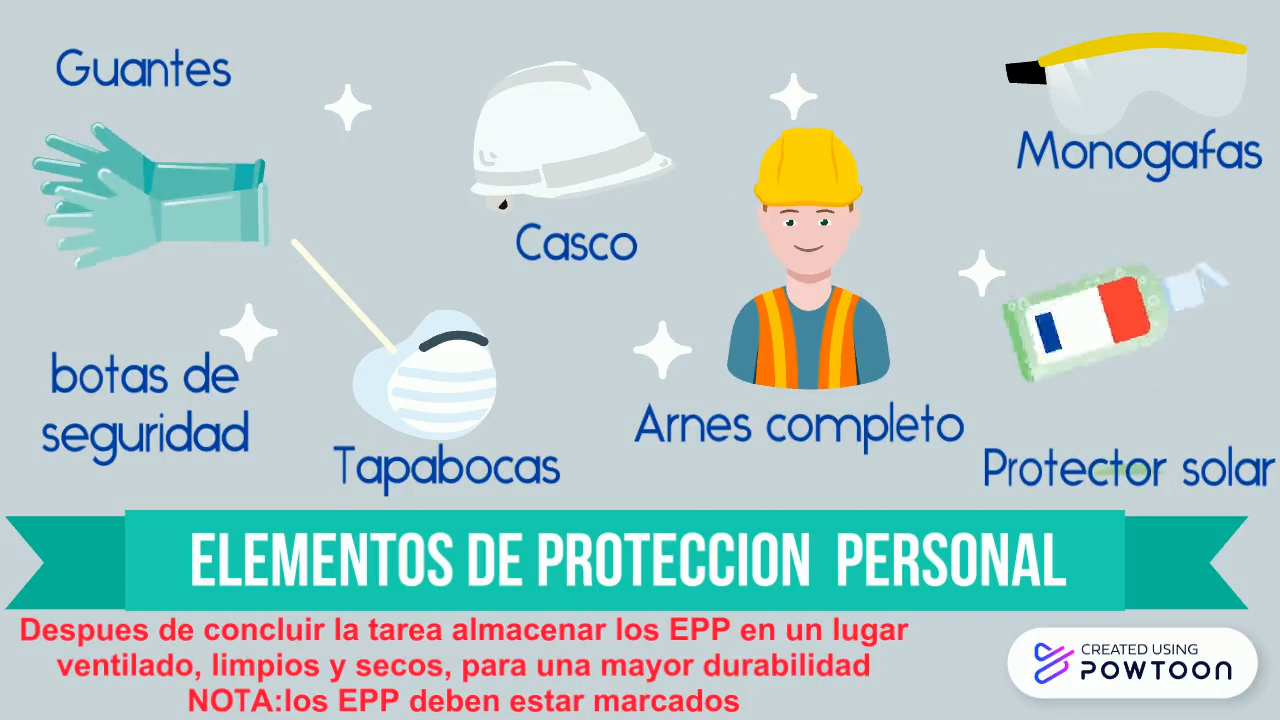 Guantes
Casco
Monogafas
botas de
seguridad
Tapabocas
Arnes completo
Protector solar
ELEMENTOS DE PROTECCION PERSONAL
Despues de concluir la tarea almacenar los EPP en un lugar
ventilado, limpios y secos, para una mayor durabilidad
NOTA:los EPP deben estar marcados
CREATED USING
POWTOON